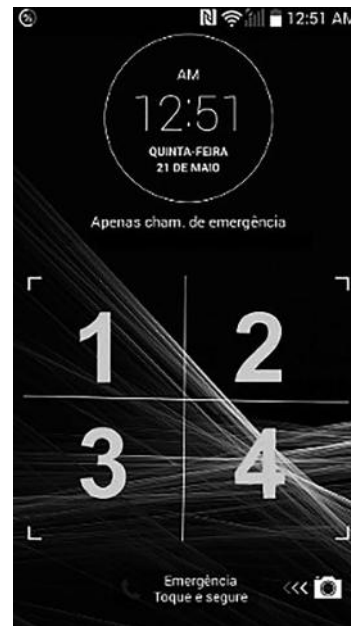 12:51 AM
AM
12:51
QUINTA-FEIRA
21 DE MAIO
Apenas cham. de emergência
1 2
3 4
Emergência
Toque e segure